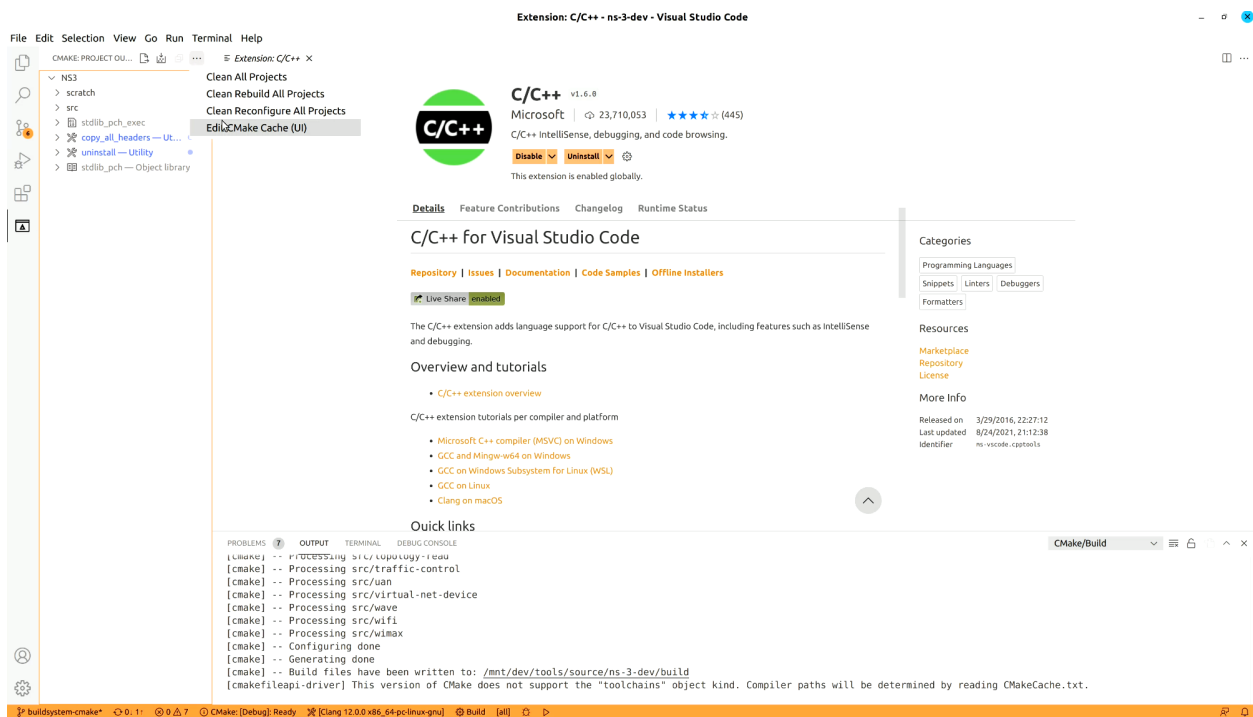 Extension: C/C++ - ns-3-dev - Visual Studio Code
File Edit Selection View Go Run Terminal Help
CMAKE: PROJECT OU... ...
Extension: C/C++
NS3
scratch
src
stdlib_pch_exec
copy_all_headers — Ut...
uninstall — Utility
stdlib_pch — Object library
Clean All Projects
Clean Rebuild All Projects
Clean Reconfigure All Projects
Edit CMake Cache (UI)
C/C++
C/C++ v1.6.0
Microsoft 23,710,053 (445)
C/C++ IntelliSense, debugging, and code browsing.
Disable Uninstall
This extension is enabled globally.
Details Feature Contributions Changelog Runtime Status
C/C++ for Visual Studio Code
Repository | Issues | Documentation | Code Samples | Offline Installers
Live Share enabled
The C/C++ extension adds language support for C/C++ to Visual Studio Code, including features such as IntelliSense
and debugging.
Overview and tutorials
• C/C++ extension overview
C/C++ extension tutorials per compiler and platform
• Microsoft C++ compiler (MSVC) on Windows
• GCC and Mingw-w64 on Windows
• GCC on Windows Subsystem for Linux (WSL)
• GCC on Linux
• Clang on macOS
Quick links
Categories
Programming Languages
Snippets Linters Debuggers
Formatters
Resources
Marketplace
Repository
License
More Info
Released on 3/29/2016, 22:27:12
Last updated 8/24/2021, 21:12:38
Identifier ms-vscode.cpptools
PROBLEMS 7 OUTPUT TERMINAL DEBUG CONSOLE
CMake/Build
[cmake] -- Processing src/topology-read
[cmake] -- Processing src/traffic-control
[cmake] -- Processing src/uan
[cmake] -- Processing src/virtual-net-device
[cmake] -- Processing src/wave
[cmake] -- Processing src/wifi
[cmake] -- Processing src/wimax
[cmake] -- Configuring done
[cmake] -- Generating done
[cmake] -- Build files have been written to: /mnt/dev/tools/source/ns-3-dev/build
[cmakefileapi-driver] This version of CMake does not support the "toolchains" object kind. Compiler paths will be determined by reading CMakeCache.txt.
buildsystem-cmake* 0↓ 1↑ 0 7 CMake: [Debug]: Ready [Clang 12.0.0 x86_64-pc-linux-gnu] Build [all]